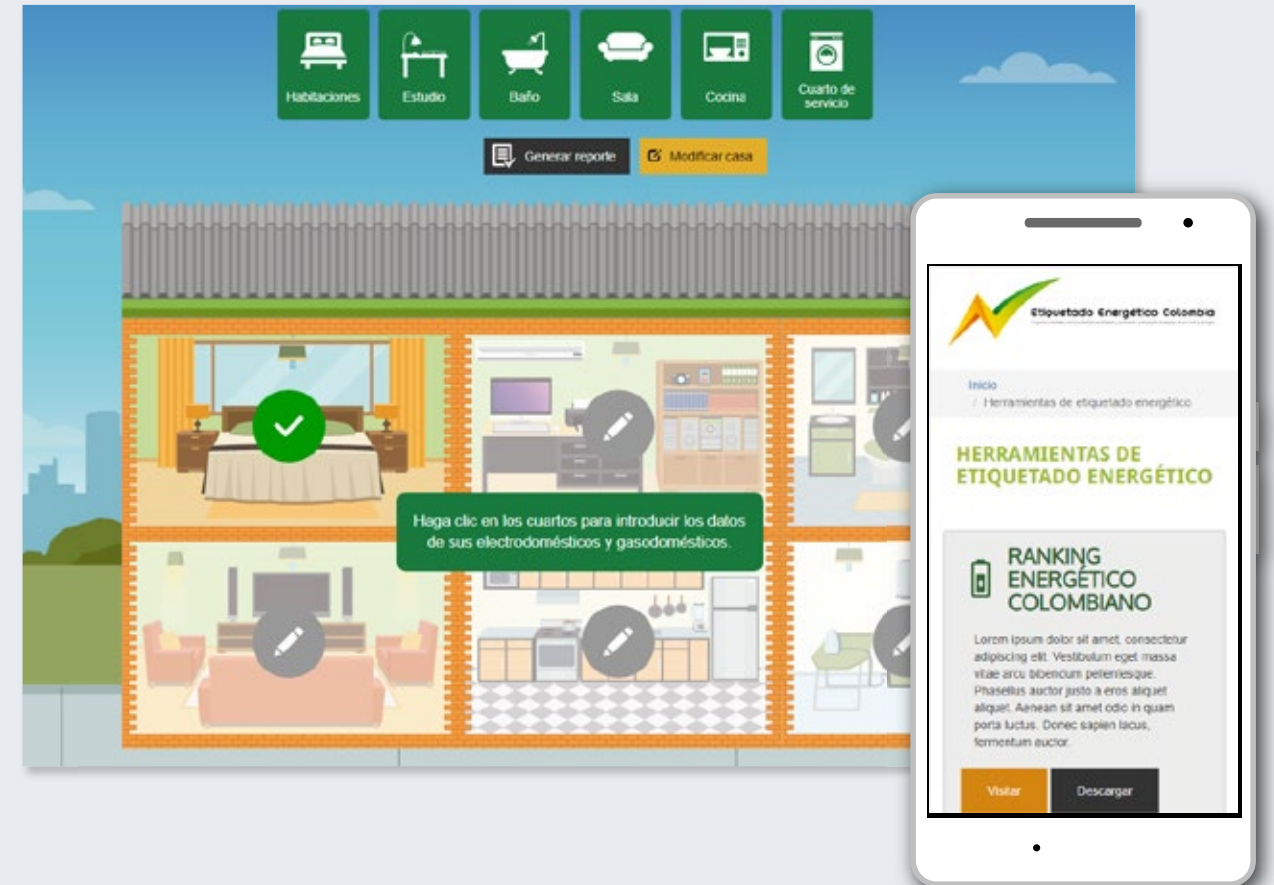 Habitaciones
Estudio
Baño
Sala
Cocina
Cuarto de
servicio
Generar reporte
Modificar casa
Haga clic en los cuartos para introducir los datos
de sus electrodomésticos y gasodomésticos.
Etiquetado Energético Colombia
Inicio
/ Herramientas de etiquetado energético
HERRAMIENTAS DE
ETIQUETADO ENERGÉTICO
RANKING
ENERGÉTICO
COLOMBIANO
Lorem ipsum dolor sit amet, consectetur
adipiscing elit. Vestibulum eget massa
vitae arcu bibendum pellentesque.
Phasellus auctor justo a eros aliquet
aliquet. Aenean sit amet odio in quam
porta luctus. Donec sapien lacus,
fermentum auctor.
Visitar
Descargar